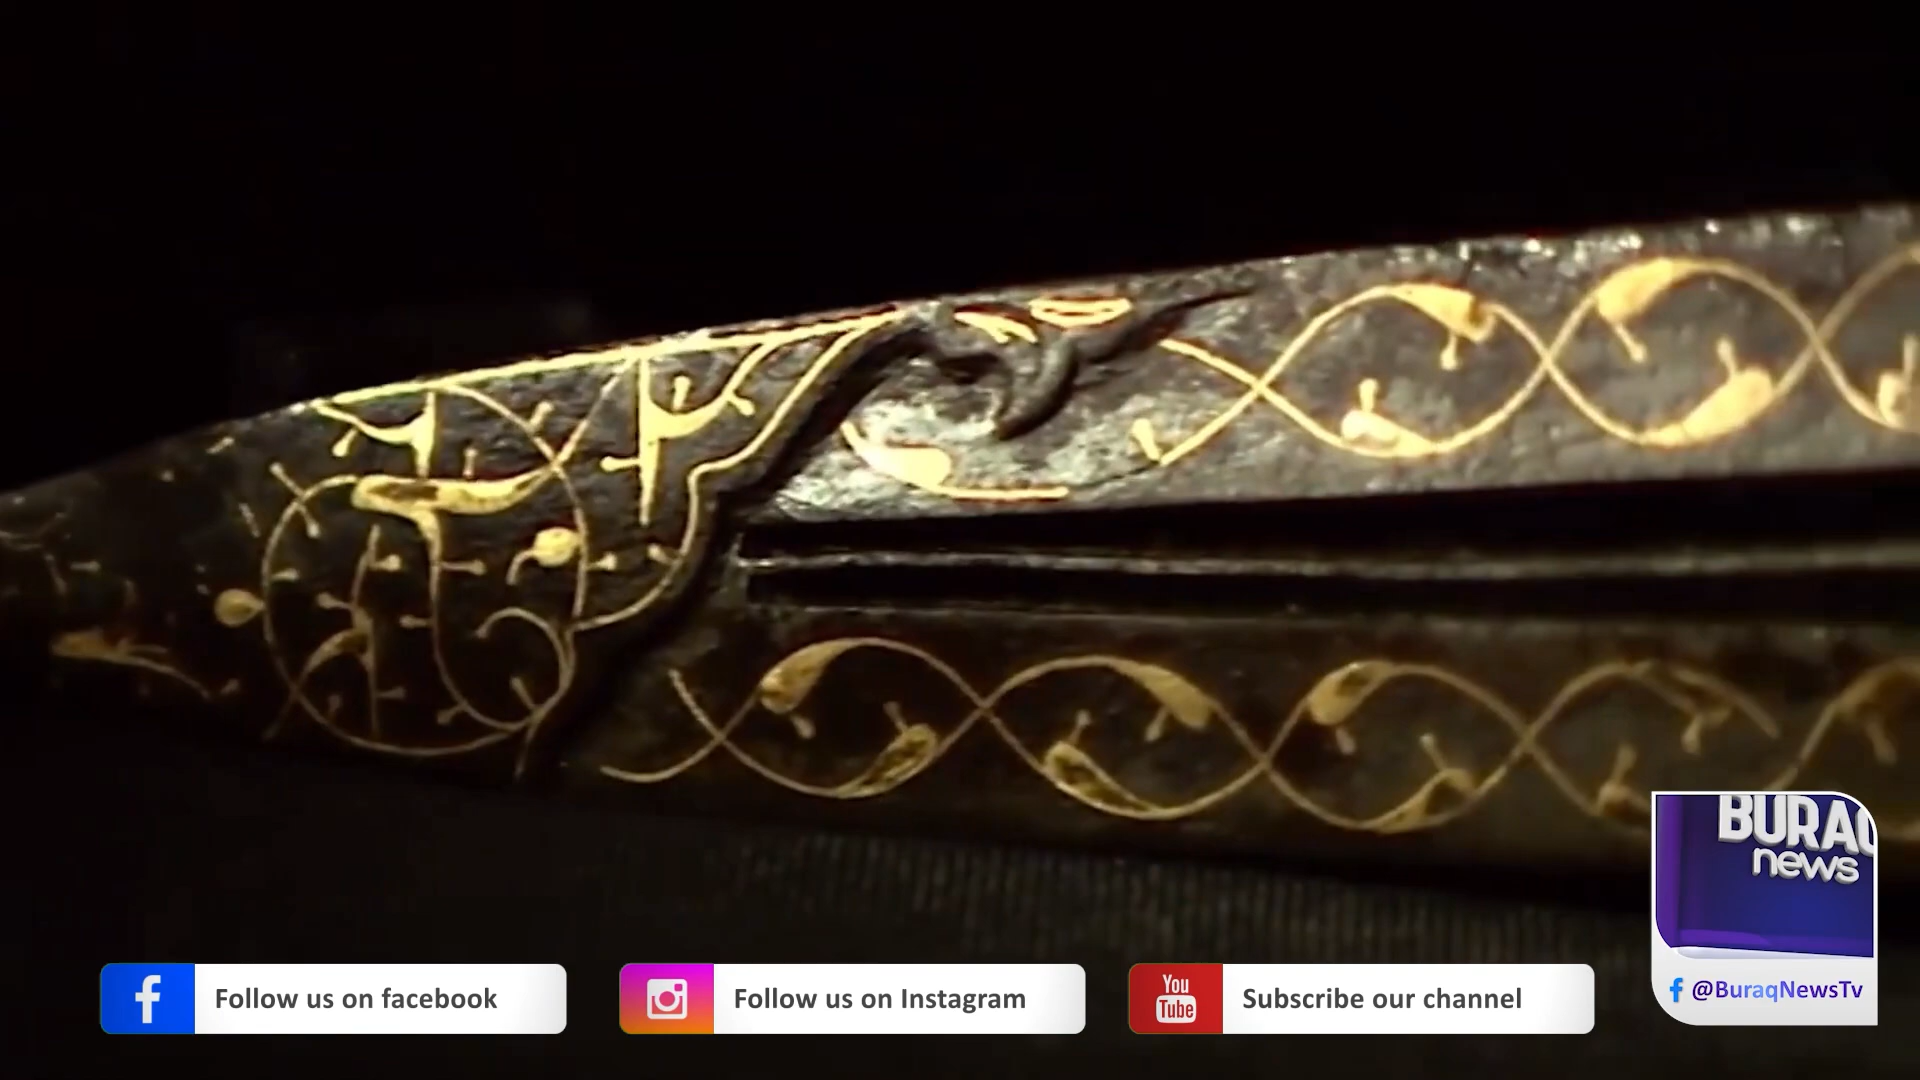 BURAQ
news
Follow us on facebook
Follow us on Instagram
You
Tube
Subscribe our channel
@BuraqNewsTv